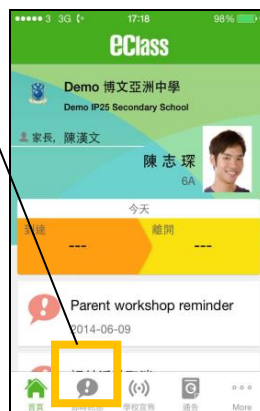 3 3G 17:18 98%
eClass
Demo 博文亞洲中學
Demo IP25 Secondary School
家長, 陳漢文
陳志琛
6A
今天
到達 離開
--- ---
Parent workshop reminder
2014-06-09
首頁 學校宣佈 通告 More